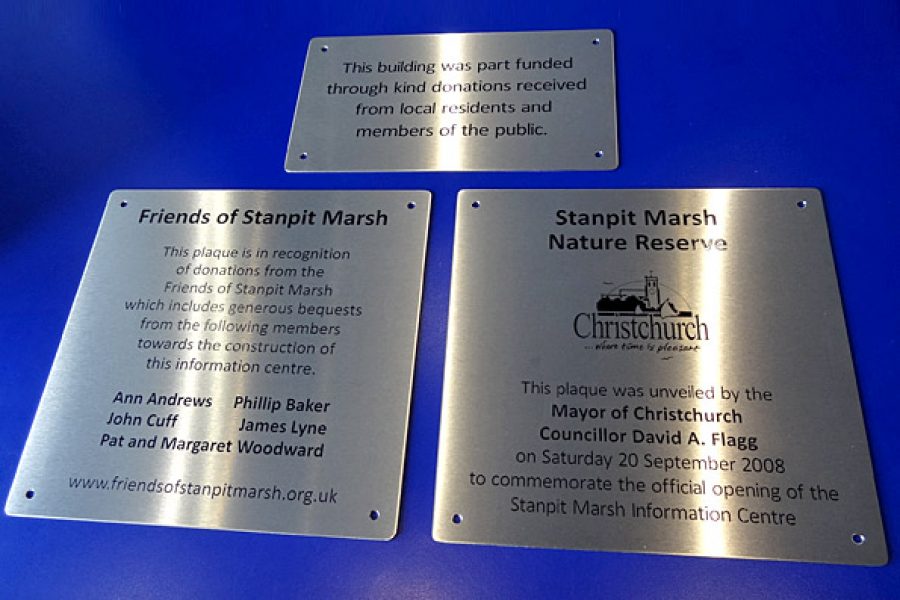 This building was part funded
through kind donations received
from local residents and
members of the public.
Friends of Stanpit Marsh
This plaque is in recognition
of donations from the
Friends of Stanpit Marsh
which includes generous bequests
from the following members
towards the construction of
this information centre.
Ann Andrews Phillip Baker
John Cuff James Lyne
Pat and Margaret Woodward
www.friendsofstanpitmarsh.org.uk
Stanpit Marsh
Nature Reserve
Christchurch
...where time is pleasant
This plaque was unveiled by the
Mayor of Christchurch
Councillor David A. Flagg
on Saturday 20 September 2008
to commemorate the official opening of the
Stanpit Marsh Information Centre